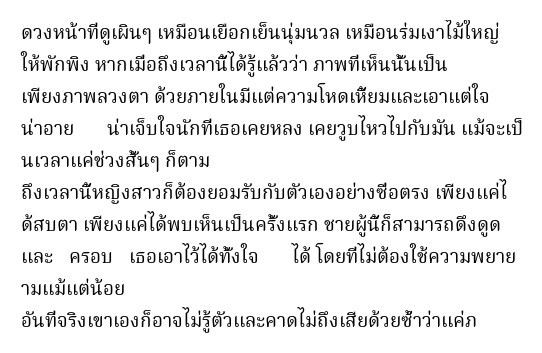 ดวงหน้าที่ดูเผินๆ เหมือนเยือกเย็นนุ่มนวล เหมือนร่มเงาไม้ใหญ่
ให้พักพิง หากเมื่อถึงเวลานี้ได้รู้แล้วว่า ภาพที่เห็นนั้นเป็น
เพียงภาพลวงตา ด้วยภายในมีแต่ความโหดเหี้ยมและเอาแต่ใจ
น่าอาย น่าเจ็บใจนักที่เธอเคยหลง เคยวูบไหวไปกับมัน แม้จะเป็
นเวลาแค่ช่วงสั้นๆ ก็ตาม
ถึงเวลานี้หญิงสาวก็ต้องยอมรับกับตัวเองอย่างซื่อตรง เพียงแค่ไ
ด้สบตา เพียงแค่ได้พบเห็นเป็นครั้งแรก ชายผู้นี้ก็สามารถดึงดูด
และ ครอบ เธอเอาไว้ได้ทั้งใจ ได้ โดยที่ไม่ต้องใช้ความพยาย
ามแม้แต่น้อย
อันที่จริงเขาเองก็อาจไม่รู้ตัวและคาดไม่ถึงเสียด้วยซ้ำว่าแค่ภ